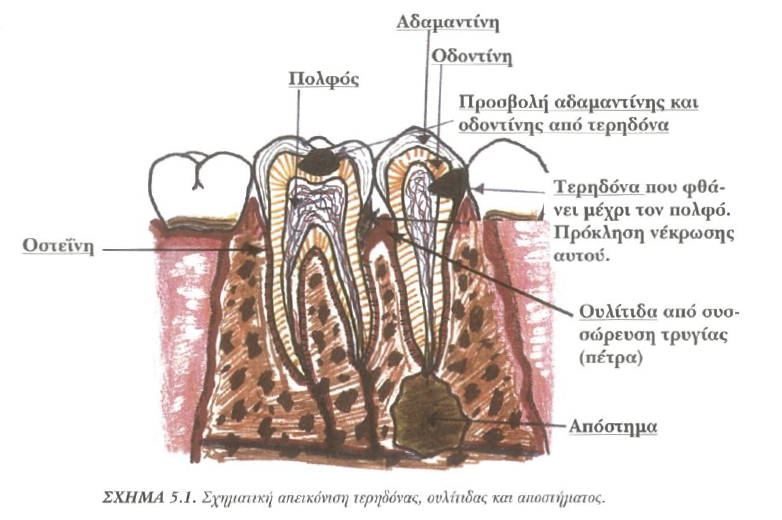 Αδαμαντίνη
Οδοντίνη
Πολφός
Προσβολή αδαμαντίνης και
οδοντίνης από τερηδόνα
Τερηδόνα που φθά-
νει μέχρι τον πολφό.
Πρόκληση νέκρωσης
αυτού.
Οστεΐνη
Ουλίτιδα από συσ-
σώρευση τρυγίας
(πέτρα)
Απόστημα
ΣΧΗΜΑ 5.1. Σχηματική απεικόνιση τερηδόνας, ουλίτιδας και αποστήματος.